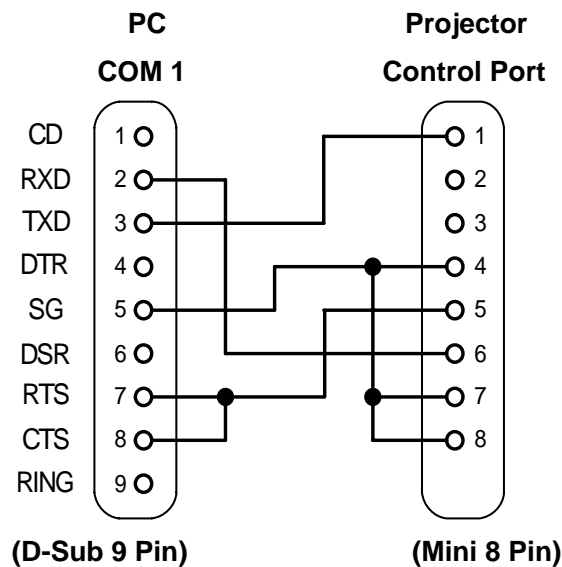 PC Projector
COM 1 Control Port
CD 1 1
RXD 2 2
TXD 3 3
DTR 4 4
SG 5 5
DSR 6 6
RTS 7 7
CTS 8 8
RING 9
(D-Sub 9 Pin) (Mini 8 Pin)